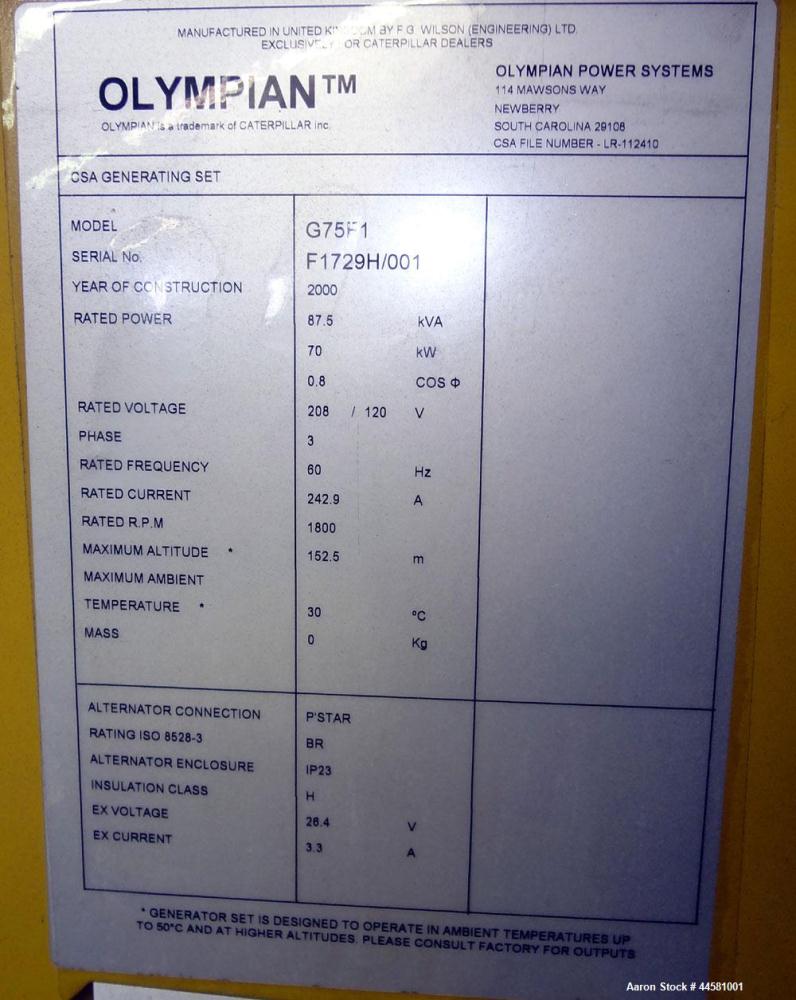 MANUFACTURED IN UNITED BY F G WILSON (ENGINEERING) LTD.
OR CATERPILLAR DEALERS
OLYMPIAN™
OLYMPIAN is a trademark of CATERPILLAR Inc.
OLYMPIAN POWER SYSTEMS
114 MAWSONS WAY
NEWBERRY
SOUTH CAROLINA 29108
CSA FILE NUMBER - LR-112410
CSA GENERATING SET
MODEL G75F1
SERIAL No. F1729H/001
YEAR OF CONSTRUCTION 2000
RATED POWER 87.5 kVA
70 kW
0.8 COS Φ
RATED VOLTAGE 208 / 120 V
PHASE 3
RATED FREQUENCY 60 Hz
RATED CURRENT 242.9 A
RATED R.P.M 1800
MAXIMUM ALTITUDE * 152.5 m
MAXIMUM AMBIENT
TEMPERATURE * 30 °C
MASS 0 Kg
ALTERNATOR CONNECTION P'STAR
RATING ISO 8528-3 BR
ALTERNATOR ENCLOSURE IP23
INSULATION CLASS H
EX VOLTAGE 26.4 V
EX CURRENT 3.3 A
* GENERATOR SET IS DESIGNED TO OPERATE IN AMBIENT TEMPERATURES UP
TO 50°C AND AT HIGHER ALTITUDES. PLEASE CONSULT FACTORY FOR OUTPUTS
Aaron Stock # 44581001